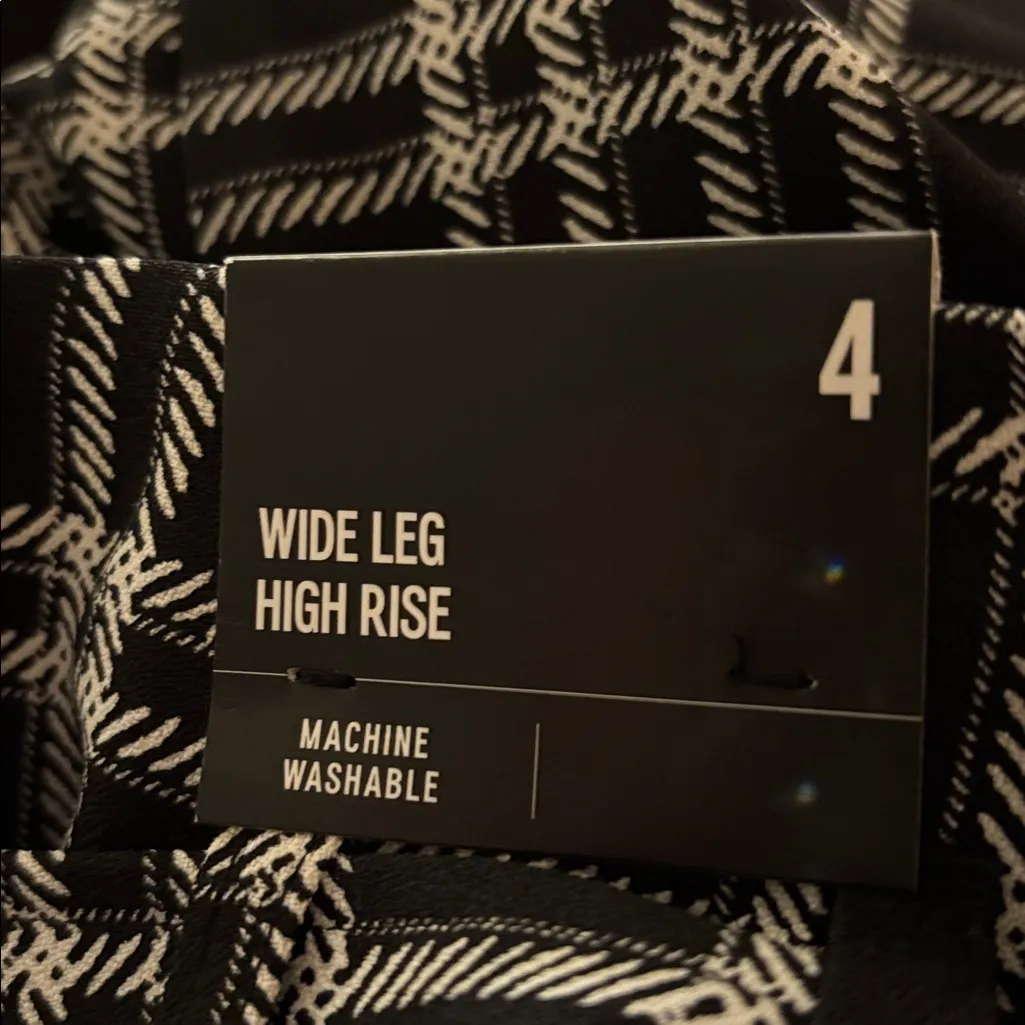 4
WIDE LEG
HIGH RISE
MACHINE
WASHABLE